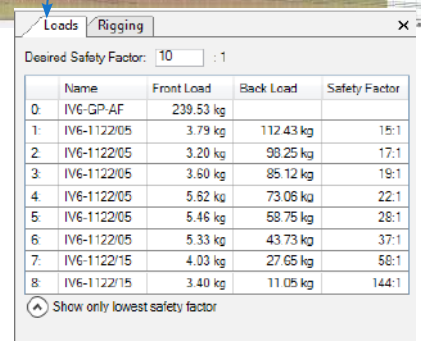 Loads Rigging
Desired Safety Factor: 10 : 1
Name Front Load Back Load Safety Factor
0: IV6-GP-AF 239.53 kg
1: IV6-1122/05 3.79 kg 112.43 kg 15:1
2: IV6-1122/05 3.20 kg 98.25 kg 17:1
3: IV6-1122/05 3.60 kg 85.12 kg 19:1
4: IV6-1122/05 5.62 kg 73.06 kg 22:1
5: IV6-1122/05 5.46 kg 58.75 kg 28:1
6: IV6-1122/05 5.33 kg 43.73 kg 37:1
7: IV6-1122/15 4.03 kg 27.65 kg 58:1
8: IV6-1122/15 3.40 kg 11.05 kg 144:1
Show only lowest safety factor